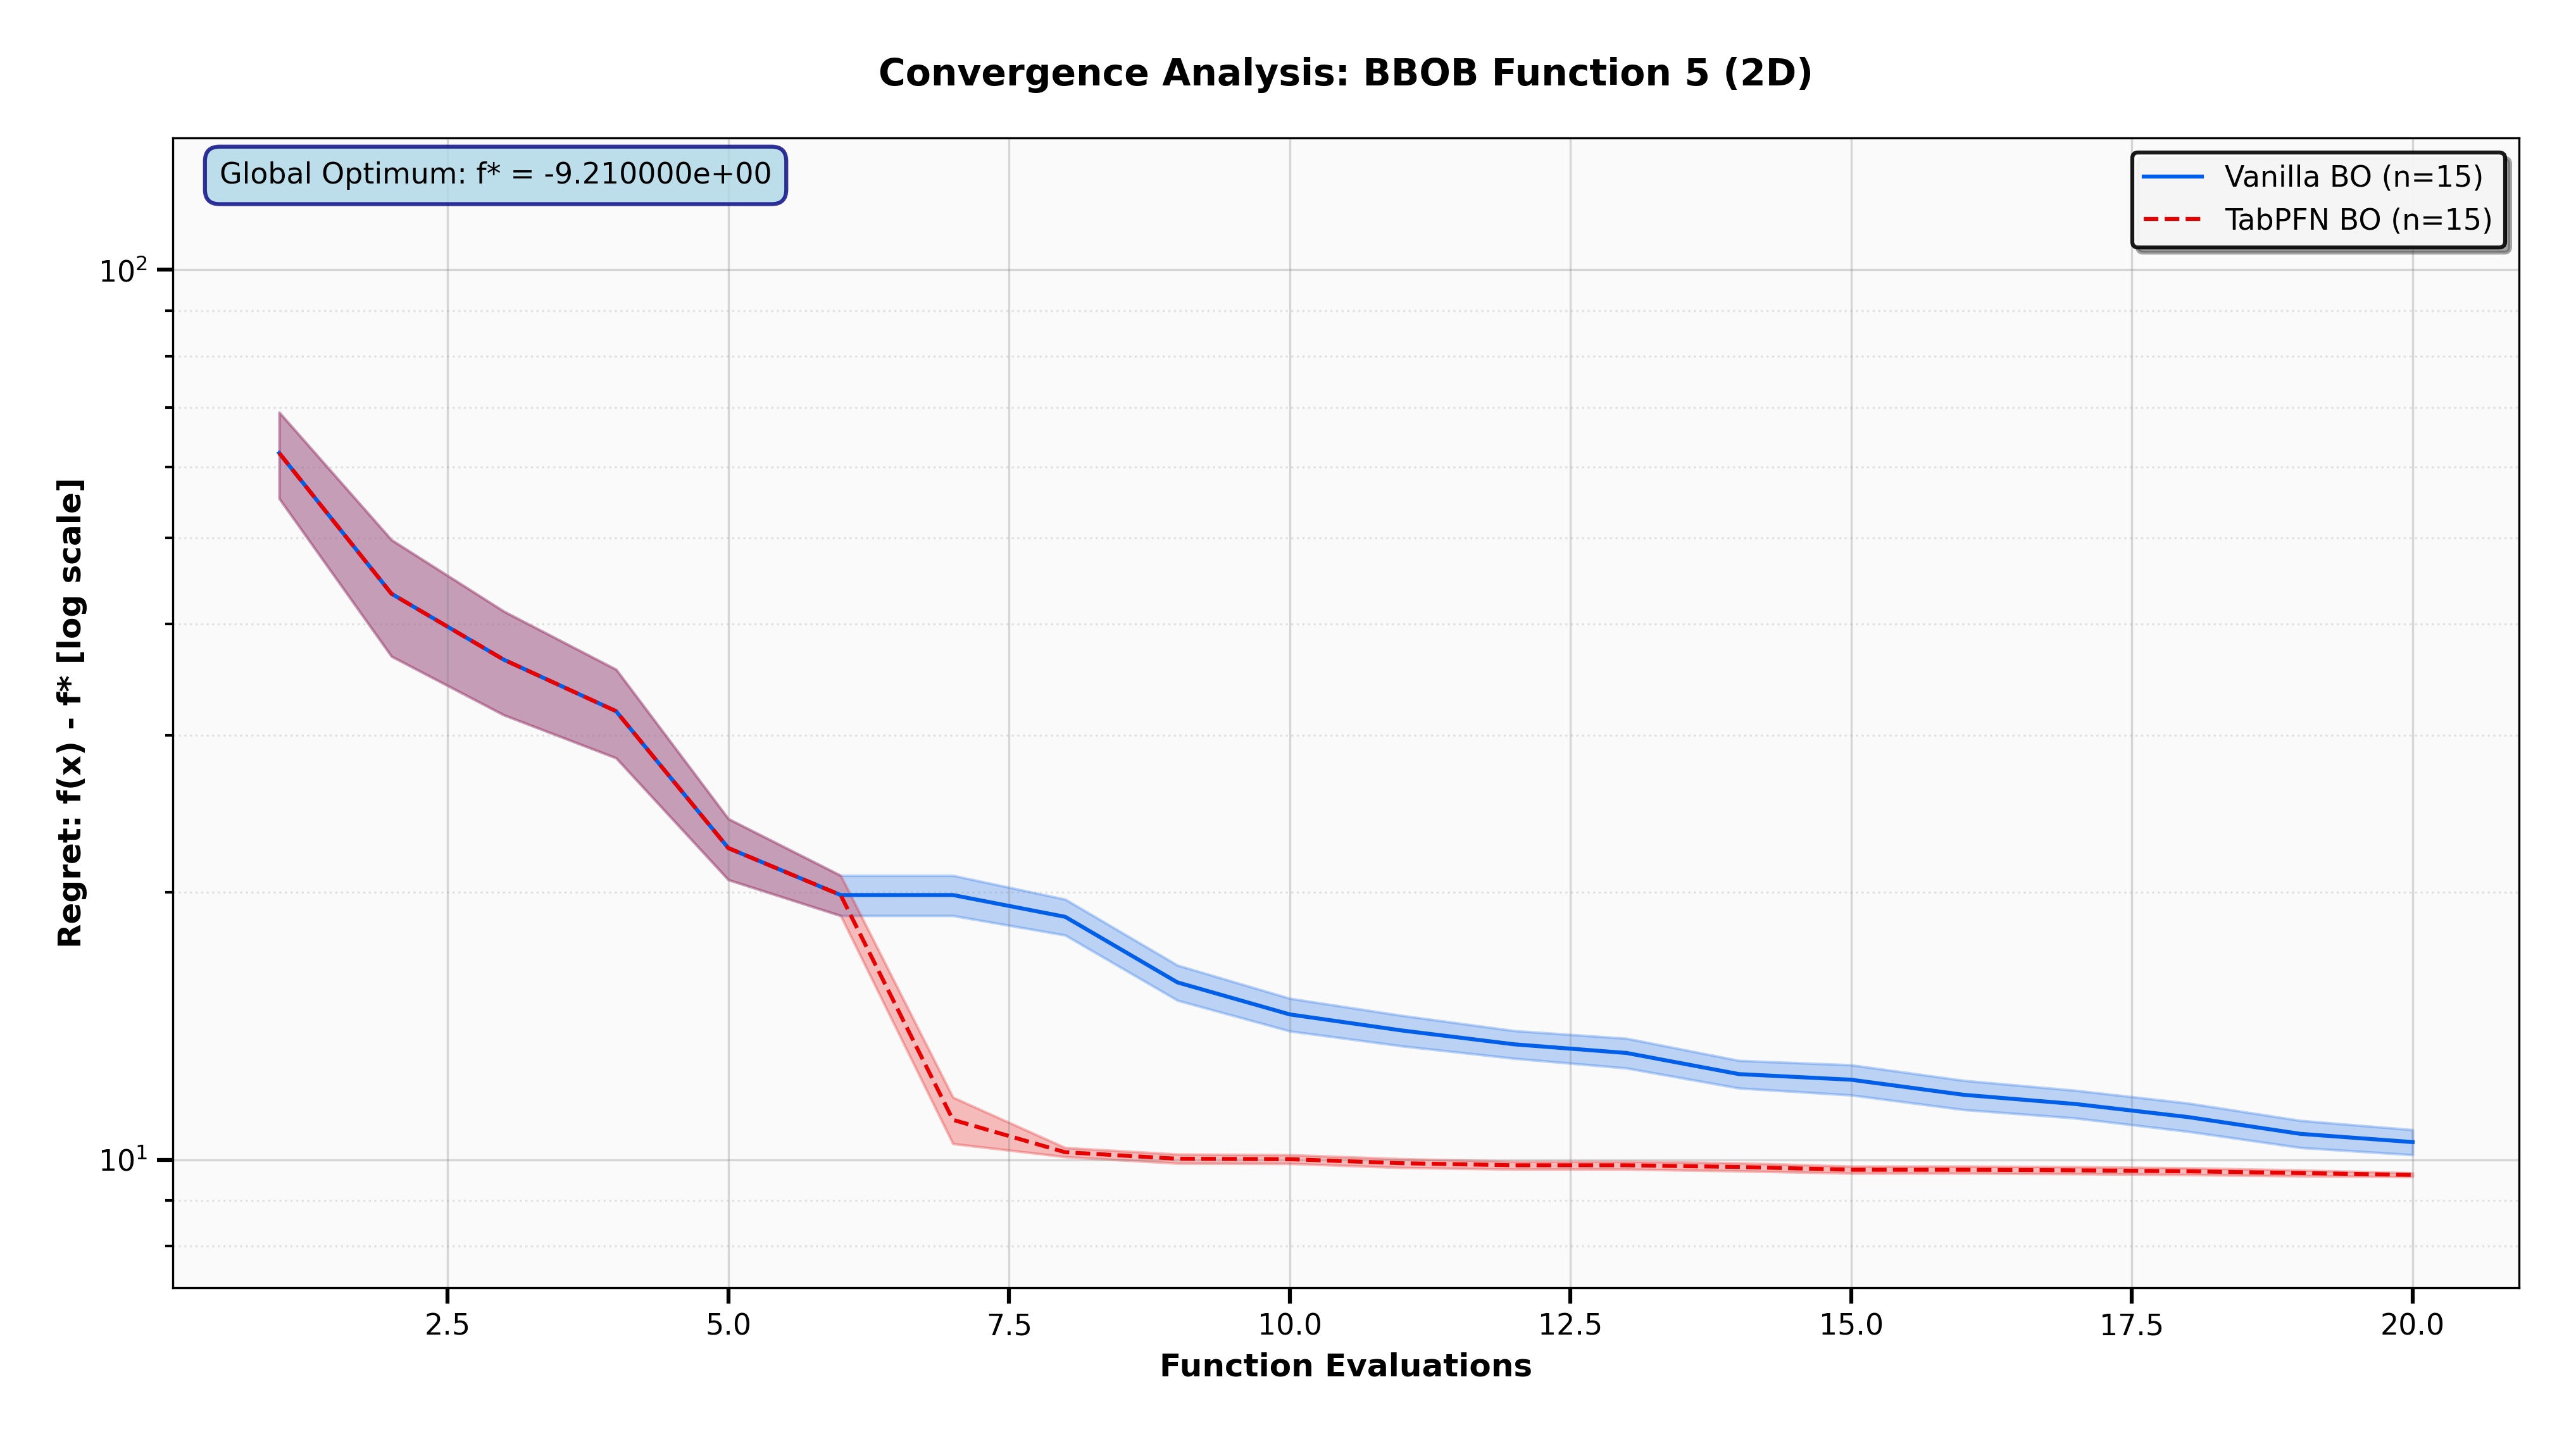 Convergence Analysis: BBOB Function 5 (2D)
Global Optimum: f* = -9.210000e+00
Vanilla BO (n=15)
TabPFN BO (n=15)
Regret: f(x) - f* [log scale]
10²
10¹
2.5 5.0 7.5 10.0 12.5 15.0 17.5 20.0
Function Evaluations